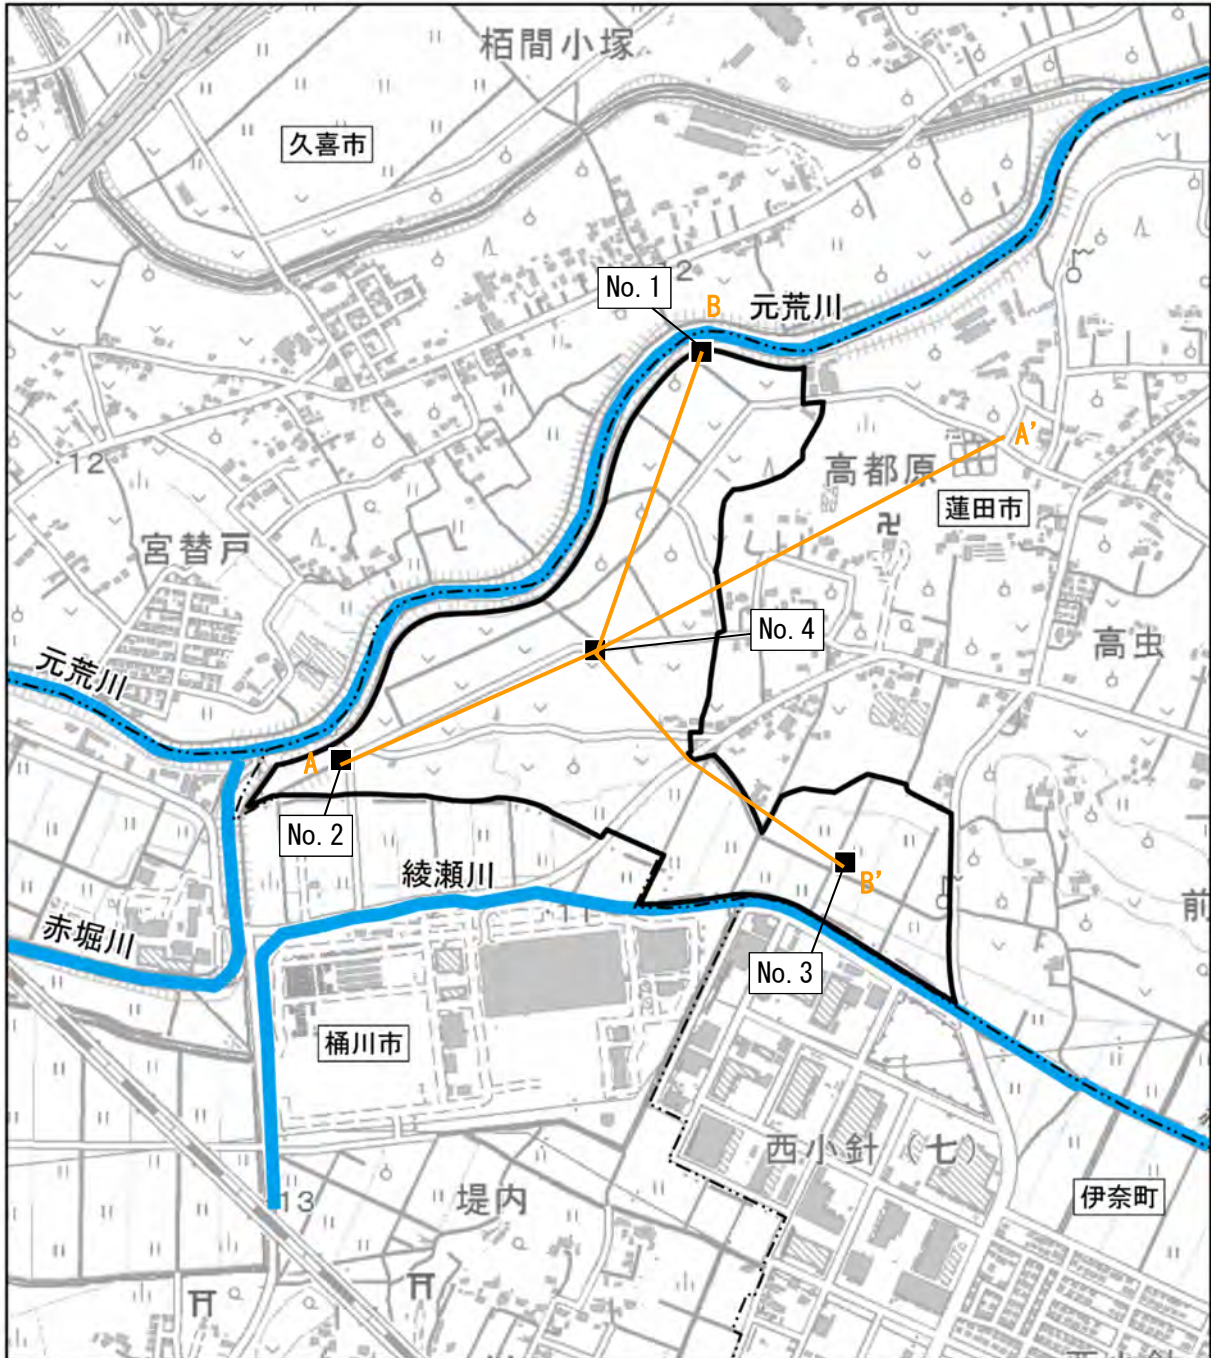 栢間小塚
久喜市
12
No. 1
B
元荒川
A'
12
高都原
蓮田市
宮替戸
No. 4
高虫
元荒川
A
No. 2
綾瀬川
B'
前
11
赤堀川
No. 3
桶川市
西小針(七)
堤内
伊奈町
13